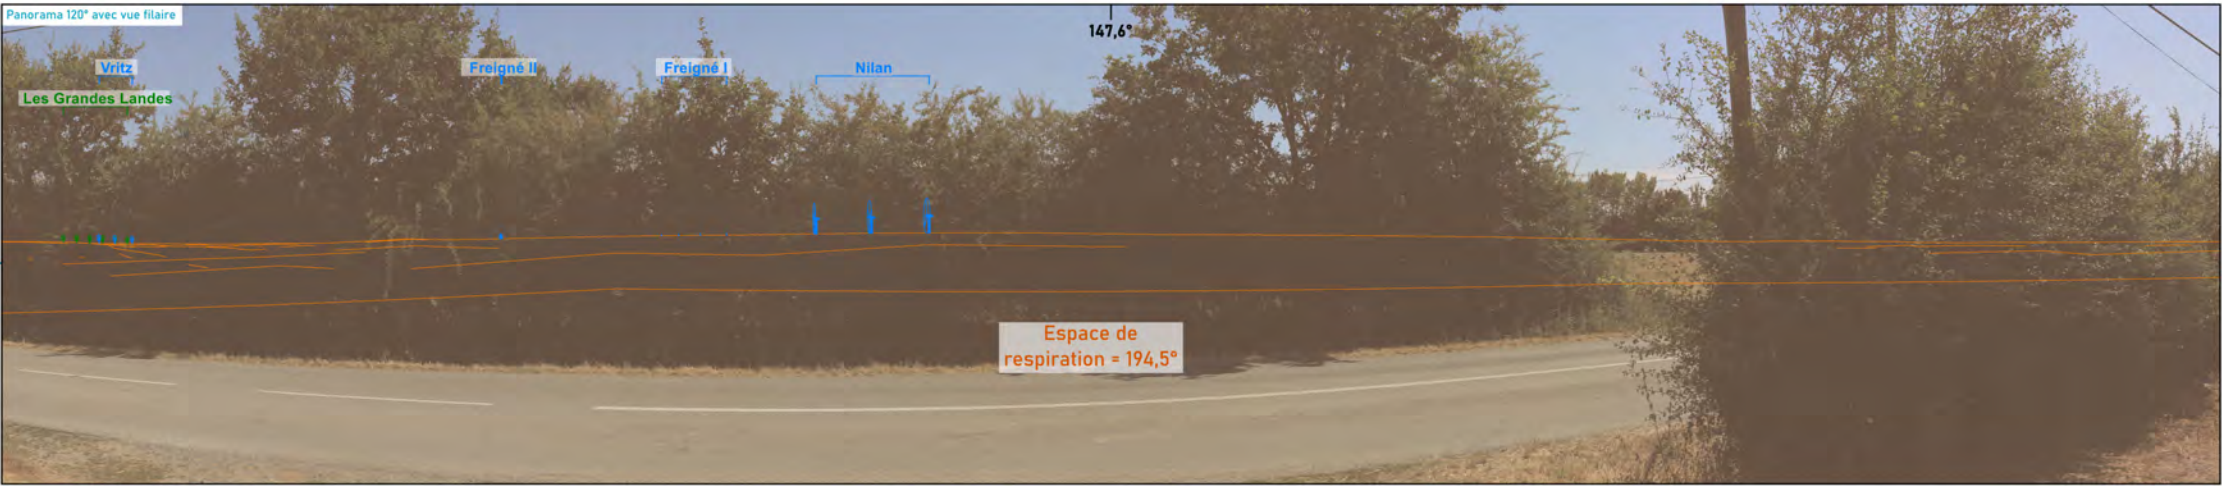 Panorama 120° avec vue filaire
147,6°
Vritz
Freigné II
Freigné I
Nilan
Les Grandes Landes
Espace de
respiration = 194,5°